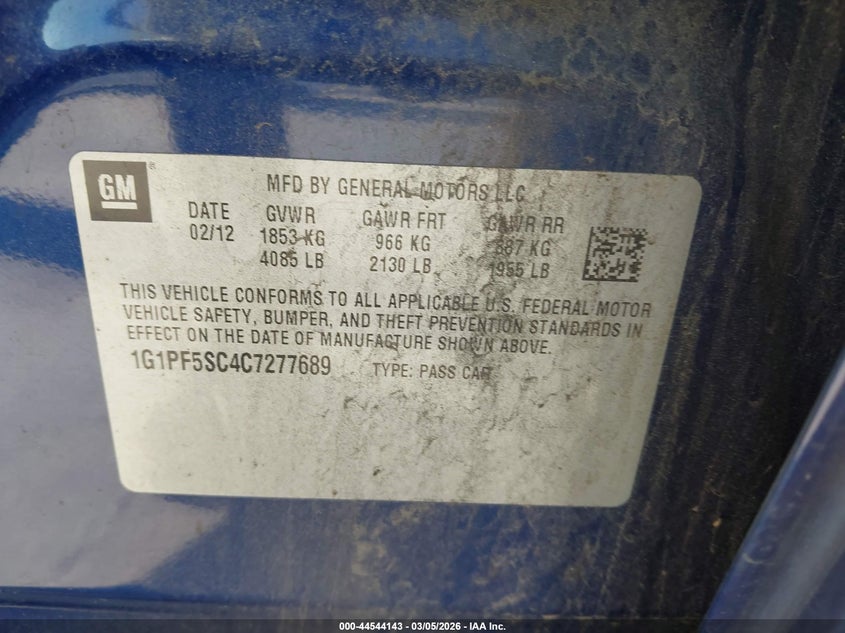 GM ®
MFD BY GENERAL MOTORS LLC
DATE GVWR GAWR FRT GAWR RR
02/12 1853 KG 966 KG 887 KG
4085 LB 2130 LB 1955 LB
THIS VEHICLE CONFORMS TO ALL APPLICABLE U.S. FEDERAL MOTOR
VEHICLE SAFETY, BUMPER, AND THEFT PREVENTION STANDARDS IN
EFFECT ON THE DATE OF MANUFACTURE SHOWN ABOVE.
1G1PF5SC4C7277689 TYPE: PASS CAR
000-44544143 - 03/05/2026 - IAA Inc.